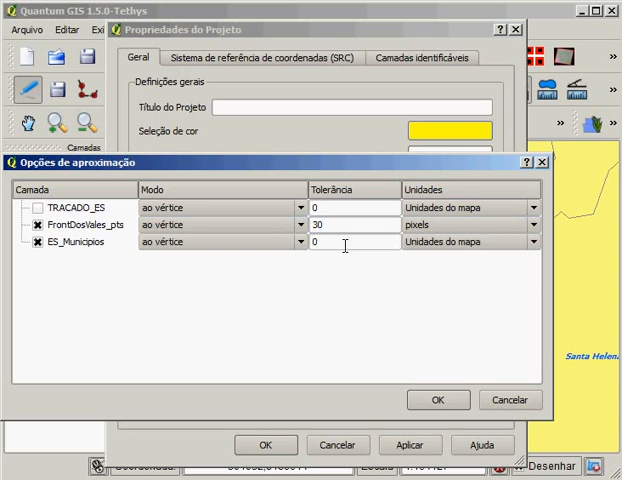 Quantum GIS 1.5.0-Tethys
Arquivo Editar Exi
Propriedades do Projeto
Geral Sistema de referência de coordenadas (SRC) Camadas identificáveis
Definições gerais
Título do Projeto
Seleção de cor
Opções de aproximação
Camada Modo Tolerância Unidades
TRACADO_ES ao vértice 0 Unidades do mapa
FrontDosVales_pts ao vértice 30 pixels
ES_Municipios ao vértice 0 Unidades do mapa
Santa Helena
OK Cancelar
OK Cancelar Aplicar Ajuda
Desenhar